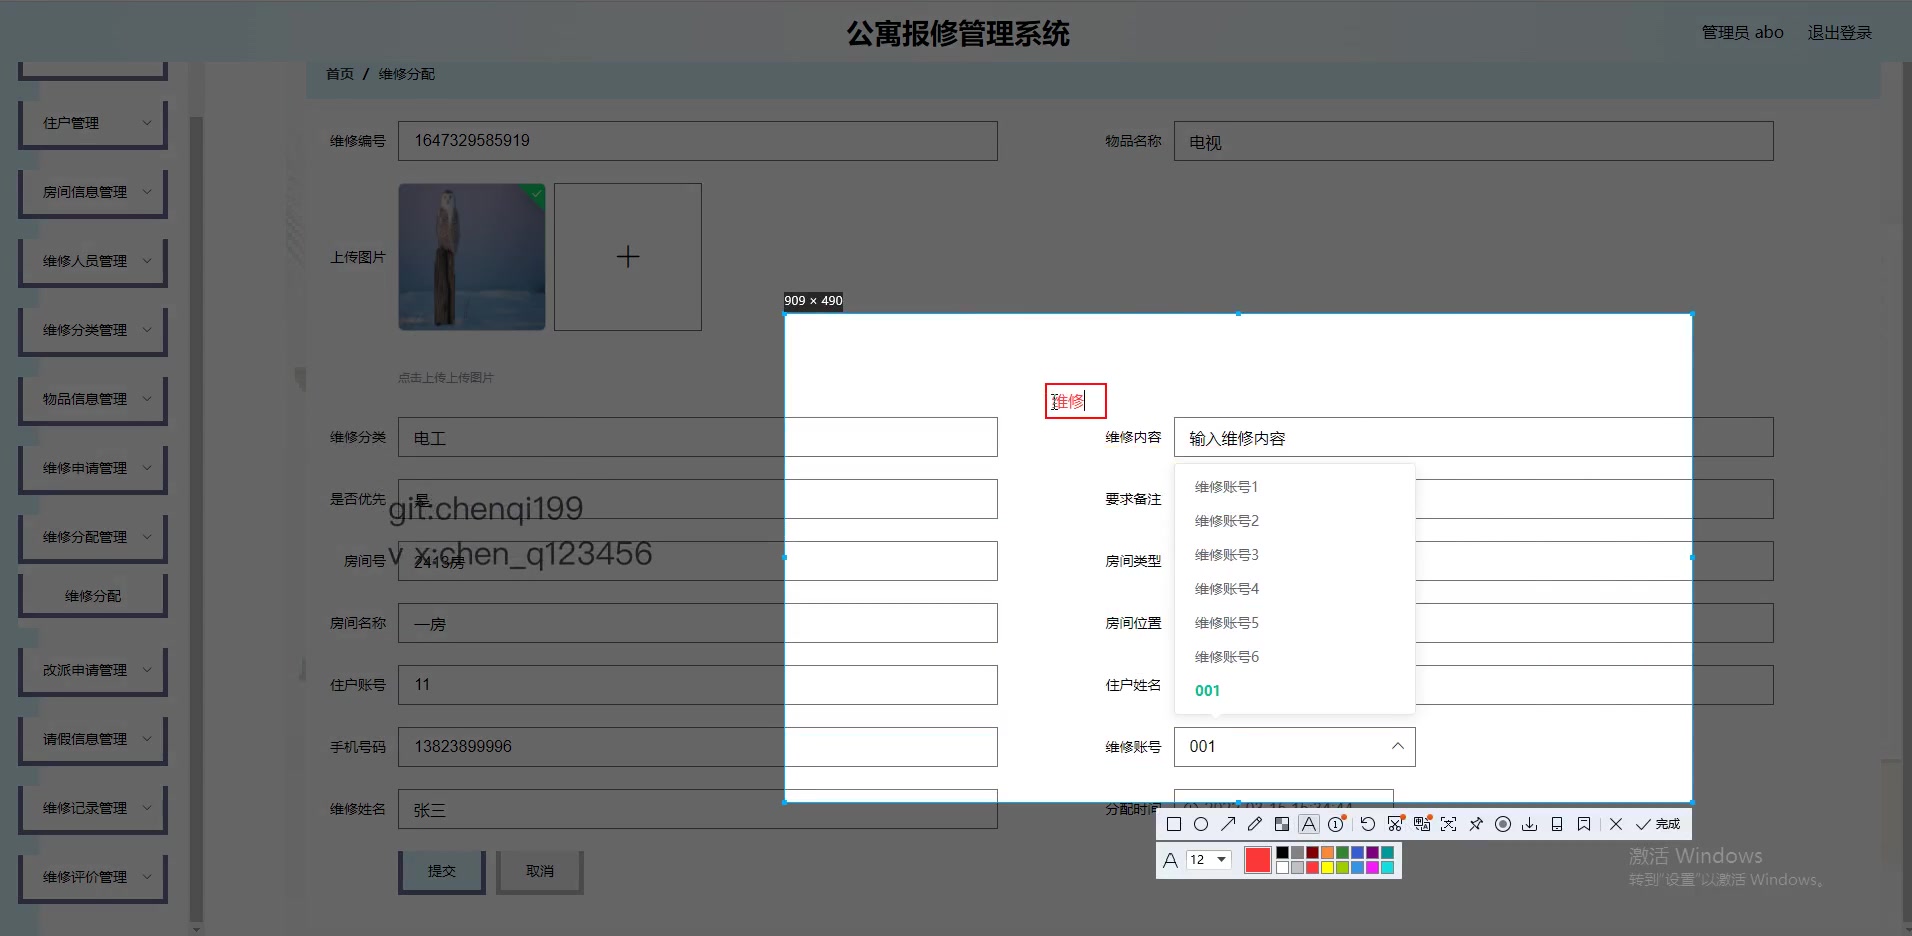 公寓报修管理系统
管理员 abo
退出登录
首页 / 维修分配
住户管理
房间信息管理
维修人员管理
维修分类管理
物品信息管理
维修申请管理
维修分配管理
维修分配
改派申请管理
请假信息管理
维修记录管理
维修评价管理
维修编号
1647329585919
物品名称
电视
上传图片
点击上传上传图片
909 × 490
维修
维修分类
电工
维修内容
输入维修内容
是否优先
是
要求备注
git:chenqi199
v x:chen_q123456
房间号
2413房
房间类型
房间名称
一房
房间位置
住户账号
11
住户姓名
维修账号1
维修账号2
维修账号3
维修账号4
维修账号5
维修账号6
001
手机号码
13823899996
维修账号
001
维修姓名
张三
分配时间
提交
取消
完成
A 12
激活 Windows
转到"设置"以激活 Windows。